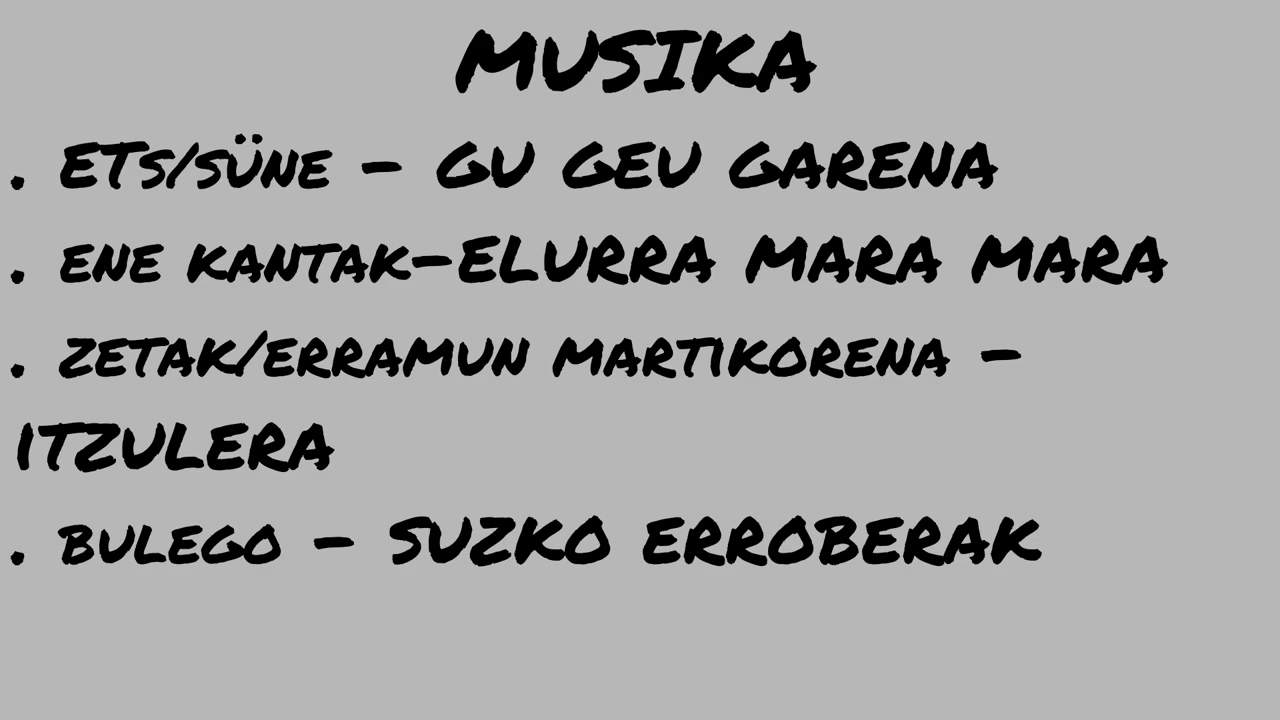 MUSIKA
. ETS/SÜNE - GU GEU GARENA
. ENE KANTAK-ELURRA MARA MARA
. ZETAK/ERRAMUN MARTIKORENA -
ITZULERA
. BULEGO - SUZKO ERROBERAK